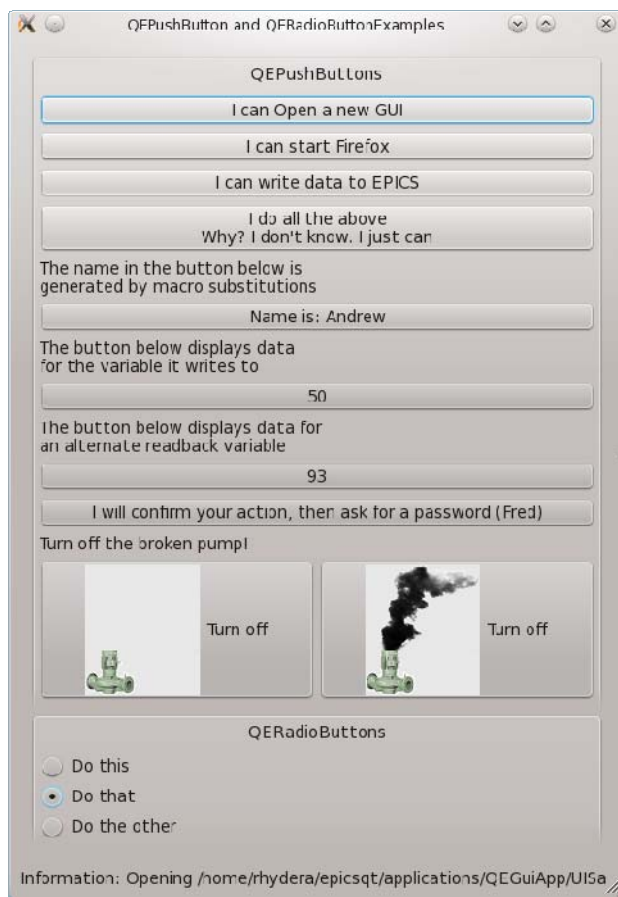 QEPushButton and QERadioButtonExamples
QEPushButtons
I can Open a new GUI
I can start Firefox
I can write data to EPICS
I do all the above
Why? I don't know. I just can
The name in the button below is
generated by macro substitutions
Name is: Andrew
The button below displays data
for the variable it writes to
50
The button below displays data for
an alternate readback variable
93
I will confirm your action, then ask for a password (Fred)
Turn off the broken pump!
Turn off
Turn off
QERadioButtons
Do this
Do that
Do the other
Information: Opening /home/rhydera/epicsqt/applications/QEGuiApp/UISa